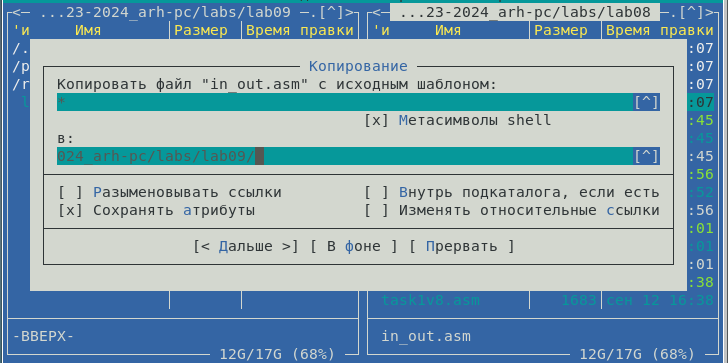 <─ ...23-2024_arh-pc/labs/lab09 ─.[^]> <─ ...23-2024_arh-pc/labs/lab08 ─.[^]>
'и Имя Размер Время правки 'и Имя Размер Время правки
/. :07
Копирование
/p :07
/r Копировать файл "in_out.asm" с исходным шаблоном: :07
* [^] :07
[x] Метасимволы shell :45
в: :45
024_arh-pc/labs/lab09/ [^] :45
:56
[ ] Разыменовывать ссылки [ ] Внутрь подкаталога, если есть :52
[x] Сохранять атрибуты [ ] Изменять относительные ссылки :56
:01
[< Дальше >] [ В фоне ] [ Прервать ] :01
:01
:38
task1v8.asm 1683 сен 12 16:38
-ВВЕРХ- in_out.asm
12G/17G (68%) 12G/17G (68%)